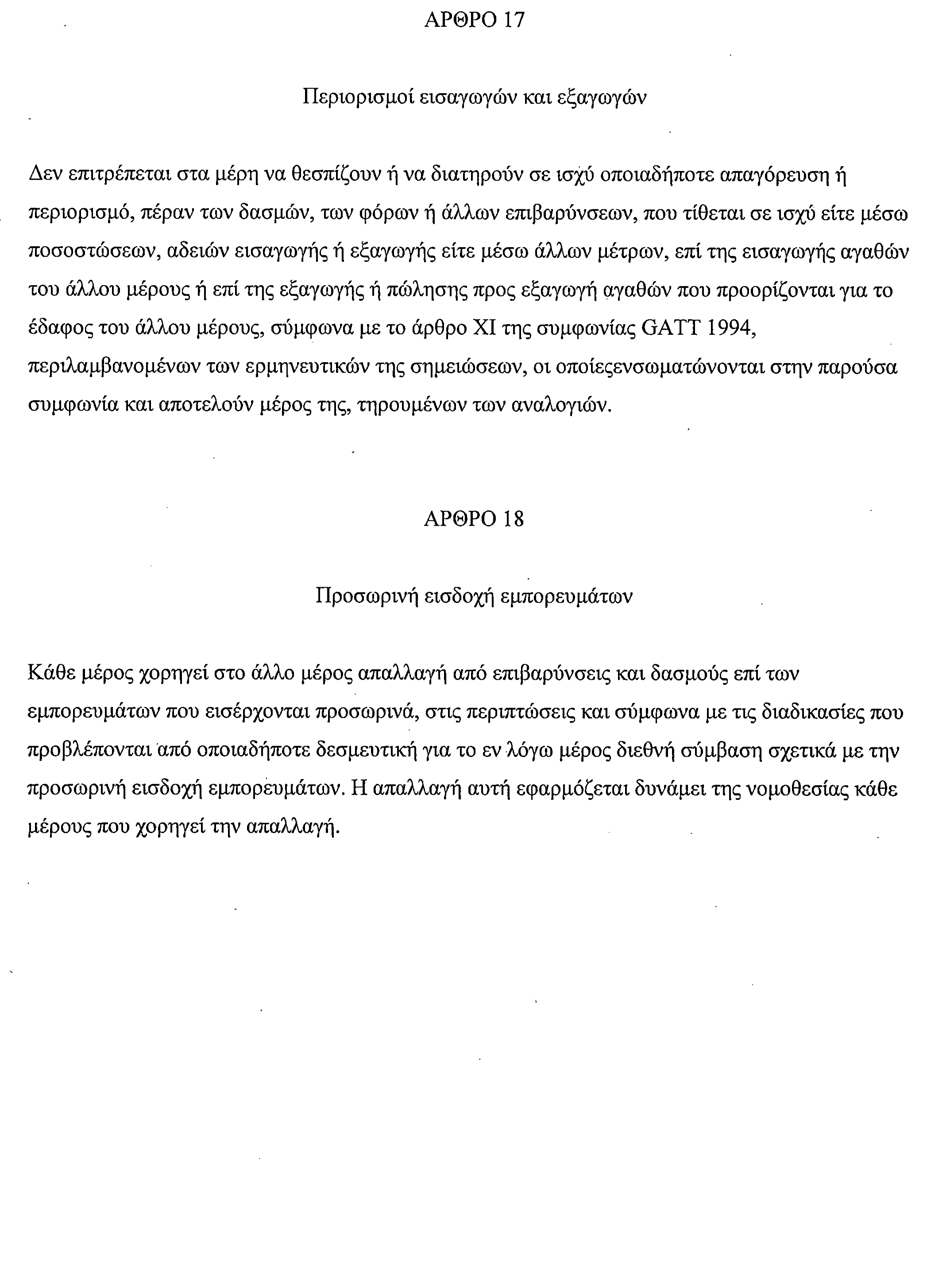 ΑΡΘΡΟ 17
Περιορισμοί εισαγωγών και εξαγωγών
Δεν επιτρέπεται στα μέρη να θεσπίζουν ή να διατηρούν σε ισχύ οποιαδήποτε απαγόρευση ή
περιορισμό, πέραν των δασμών, των φόρων ή άλλων επιβαρύνσεων, που τίθεται σε ισχύ είτε μέσω
ποσοστώσεων, αδειών εισαγωγής ή εξαγωγής είτε μέσω άλλων μέτρων, επί της εισαγωγής αγαθών
του άλλου μέρους ή επί της εξαγωγής ή πώλησης προς εξαγωγή αγαθών που προορίζονται για το
έδαφος του άλλου μέρους, σύμφωνα με το άρθρο XI της συμφωνίας GATT 1994,
περιλαμβανομένων των ερμηνευτικών της σημειώσεων, οι οποίεςενσωματώνονται στην παρούσα
συμφωνία και αποτελούν μέρος της, τηρουμένων των αναλογιών.
ΑΡΘΡΟ 18
Προσωρινή εισδοχή εμπορευμάτων
Κάθε μέρος χορηγεί στο άλλο μέρος απαλλαγή από επιβαρύνσεις και δασμούς επί των
εμπορευμάτων που εισέρχονται προσωρινά, στις περιπτώσεις και σύμφωνα με τις διαδικασίες που
προβλέπονται από οποιαδήποτε δεσμευτική για το εν λόγω μέρος διεθνή σύμβαση σχετικά με την
προσωρινή εισδοχή εμπορευμάτων. Η απαλλαγή αυτή εφαρμόζεται δυνάμει της νομοθεσίας κάθε
μέρους που χορηγεί την απαλλαγή.